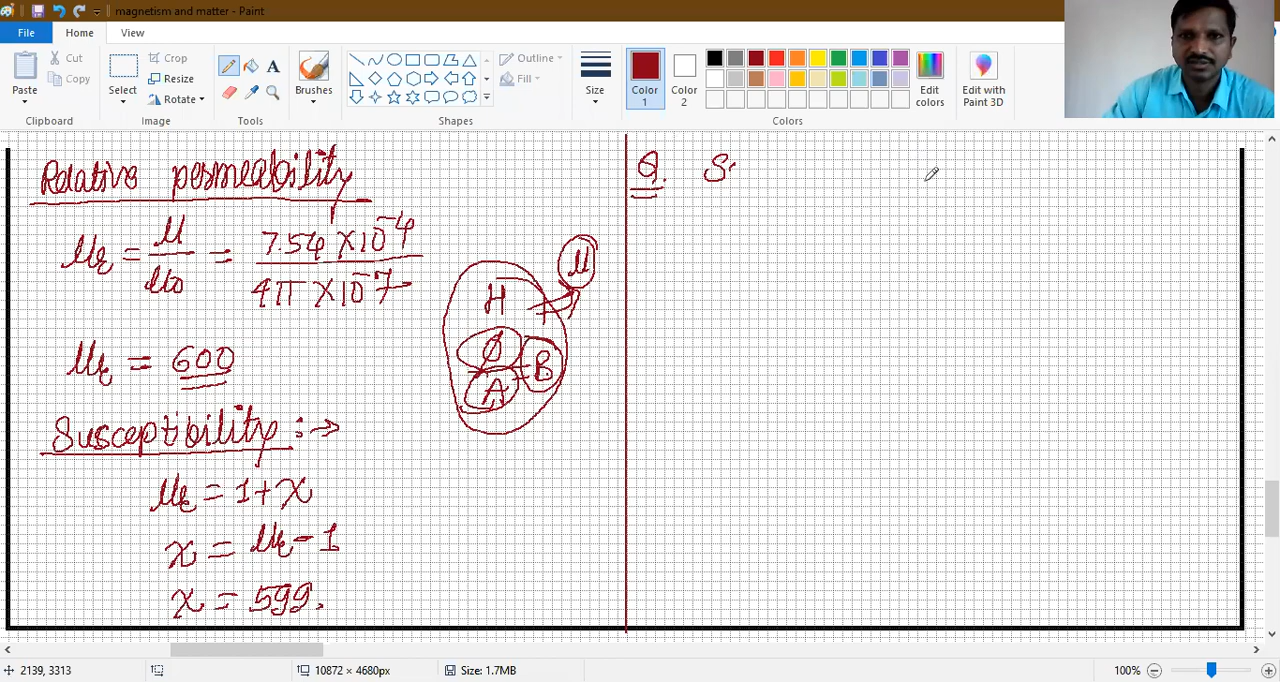 magnetism and matter - Paint
File
Home
View
Paste
Cut
Copy
Clipboard
Select
Crop
Resize
Rotate
Image
A
Tools
Brushes
Shapes
Outline
Fill
Size
Color 1
Color 2
Edit colors
Edit with Paint 3D
Colors
Relative permeability
μr = μ/μ0 = 7.54 × 10^-4 / 4π × 10^-7
μr = 600
H
μ
ϕ
A
= B
Susceptibility :→
μr = 1 + χ
χ = μr - 1
χ = 599.
Q. S
2139, 3313
10872 × 4680px
Size: 1.7MB
100%